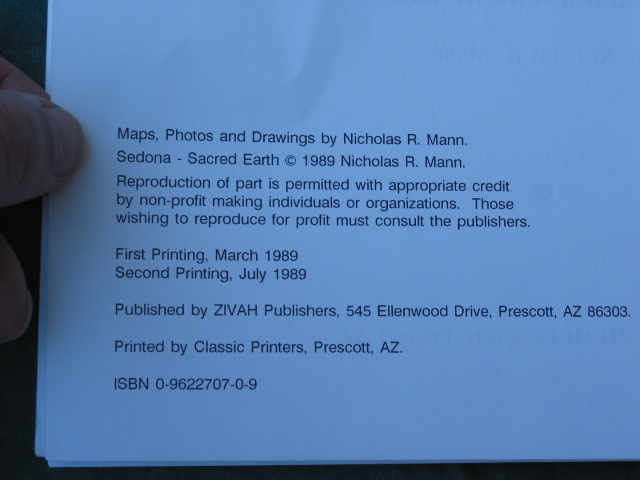 Maps, Photos and Drawings by Nicholas R. Mann.
Sedona - Sacred Earth © 1989 Nicholas R. Mann.
Reproduction of part is permitted with appropriate credit
by non-profit making individuals or organizations. Those
wishing to reproduce for profit must consult the publishers.
First Printing, March 1989
Second Printing, July 1989
Published by ZIVAH Publishers, 545 Ellenwood Drive, Prescott, AZ 86303.
Printed by Classic Printers, Prescott, AZ.
ISBN 0-9622707-0-9